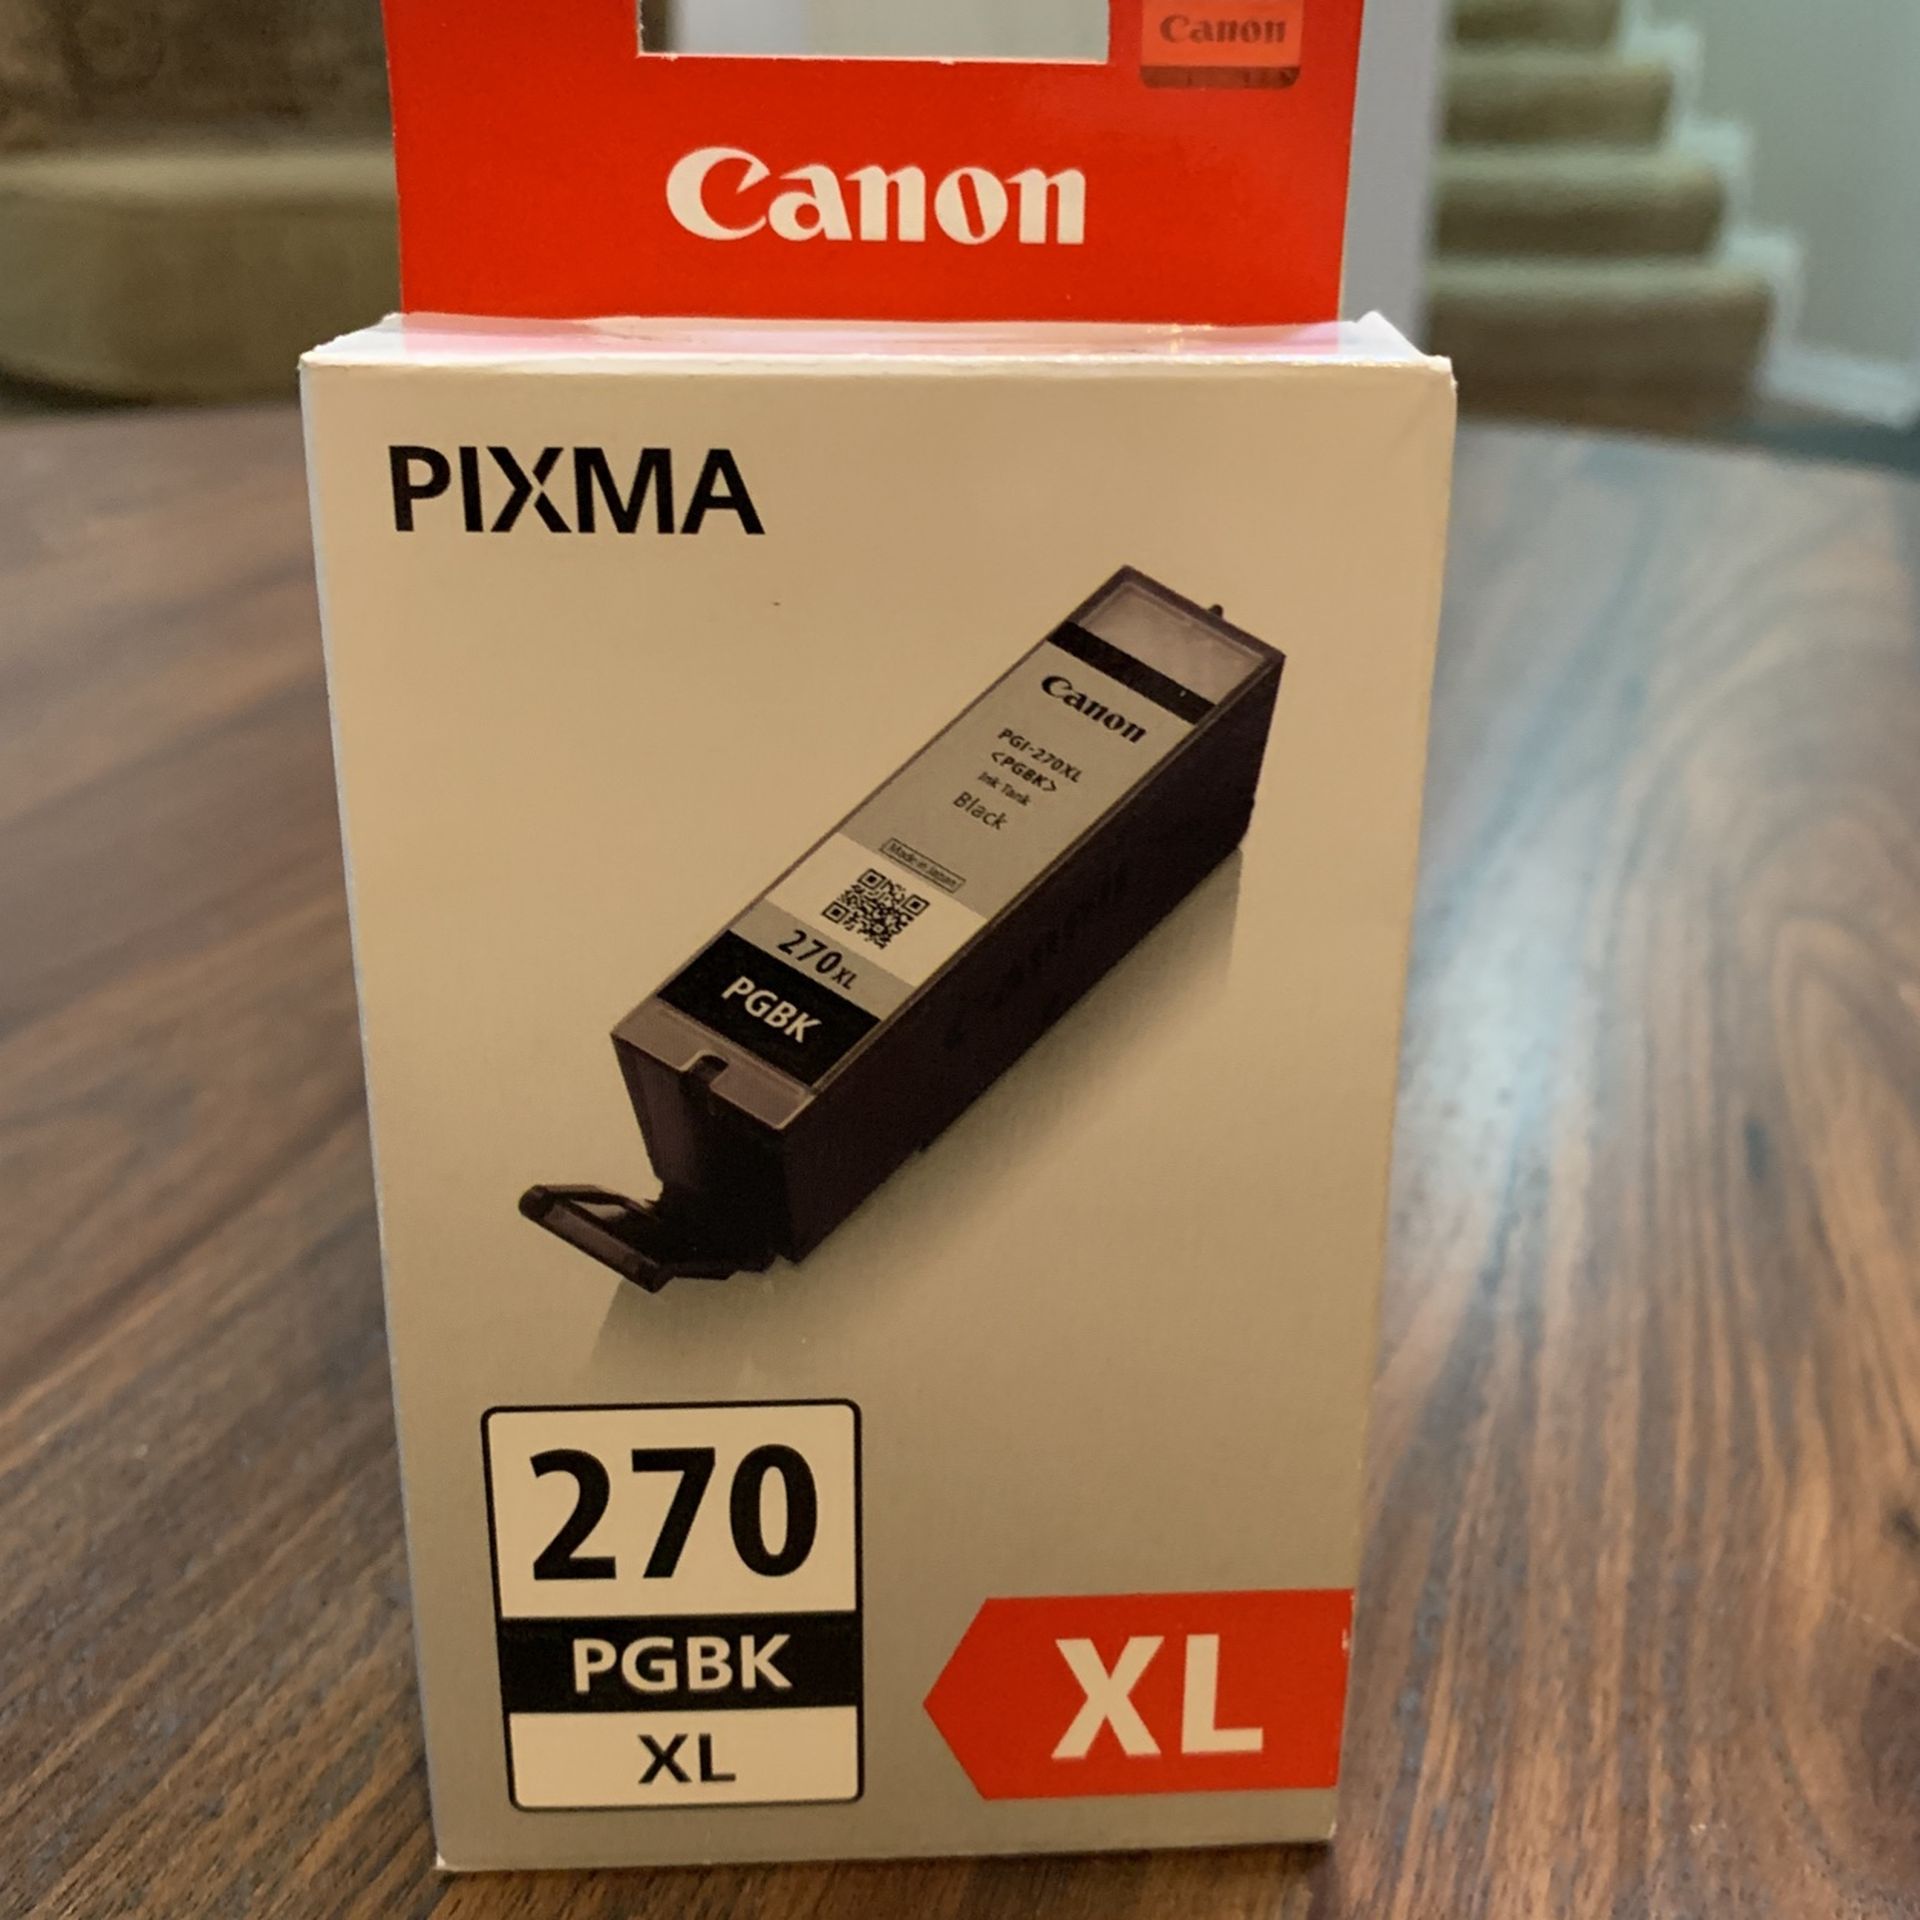 Canon
Canon
PIXMA
Canon
PGI-270XL
<PGBK>
Ink Tank
Black
Made in Japan
270XL
PGBK
270
PGBK
XL
XL